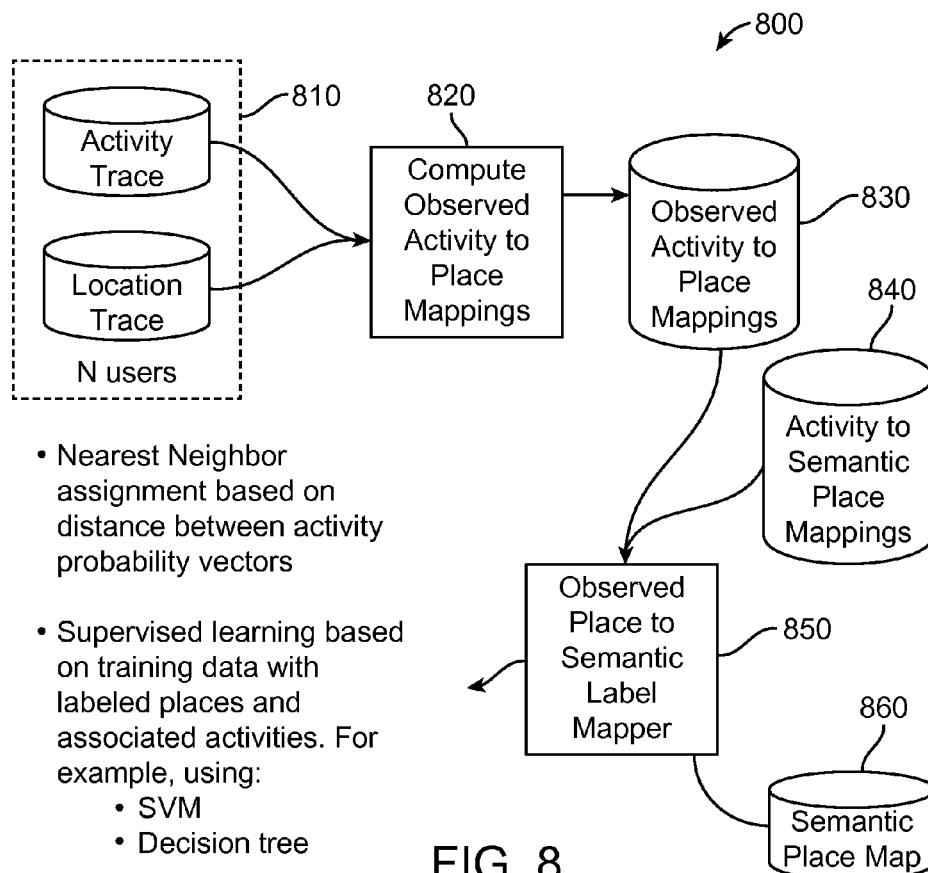 800
810
Activity
Trace
Location
Trace
N users
820
Compute
Observed
Activity to
Place
Mappings
Observed
Activity to
Place
Mappings
830
840
Activity to
Semantic
Place
Mappings
• Nearest Neighbor
assignment based on
distance between activity
probability vectors
• Supervised learning based
on training data with
labeled places and
associated activities. For
example, using:
• SVM
• Decision tree
Observed
Place to
Semantic
Label
Mapper
850
860
Semantic
Place Map
FIG. 8